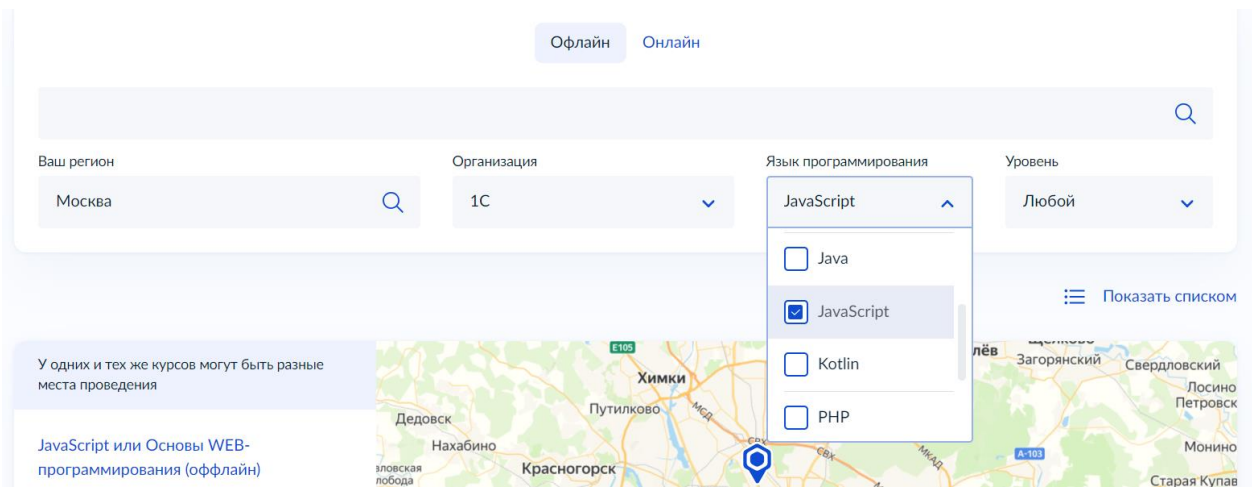 Офлайн Онлайн
Ваш регион Организация Язык программирования Уровень
Москва 1С JavaScript Любой
Java
JavaScript
Kotlin
PHP
Показать списком
У одних и тех же курсов могут быть разные
места проведения
JavaScript или Основы WEB-
программирования (оффлайн)
E105
Химки
Путилково
МСД
Дедовск
Нахабино
Красногорск
МКАД
Загорянский
Свердловский
Лосино
Петровск
A-103
Монино
Старая Купав